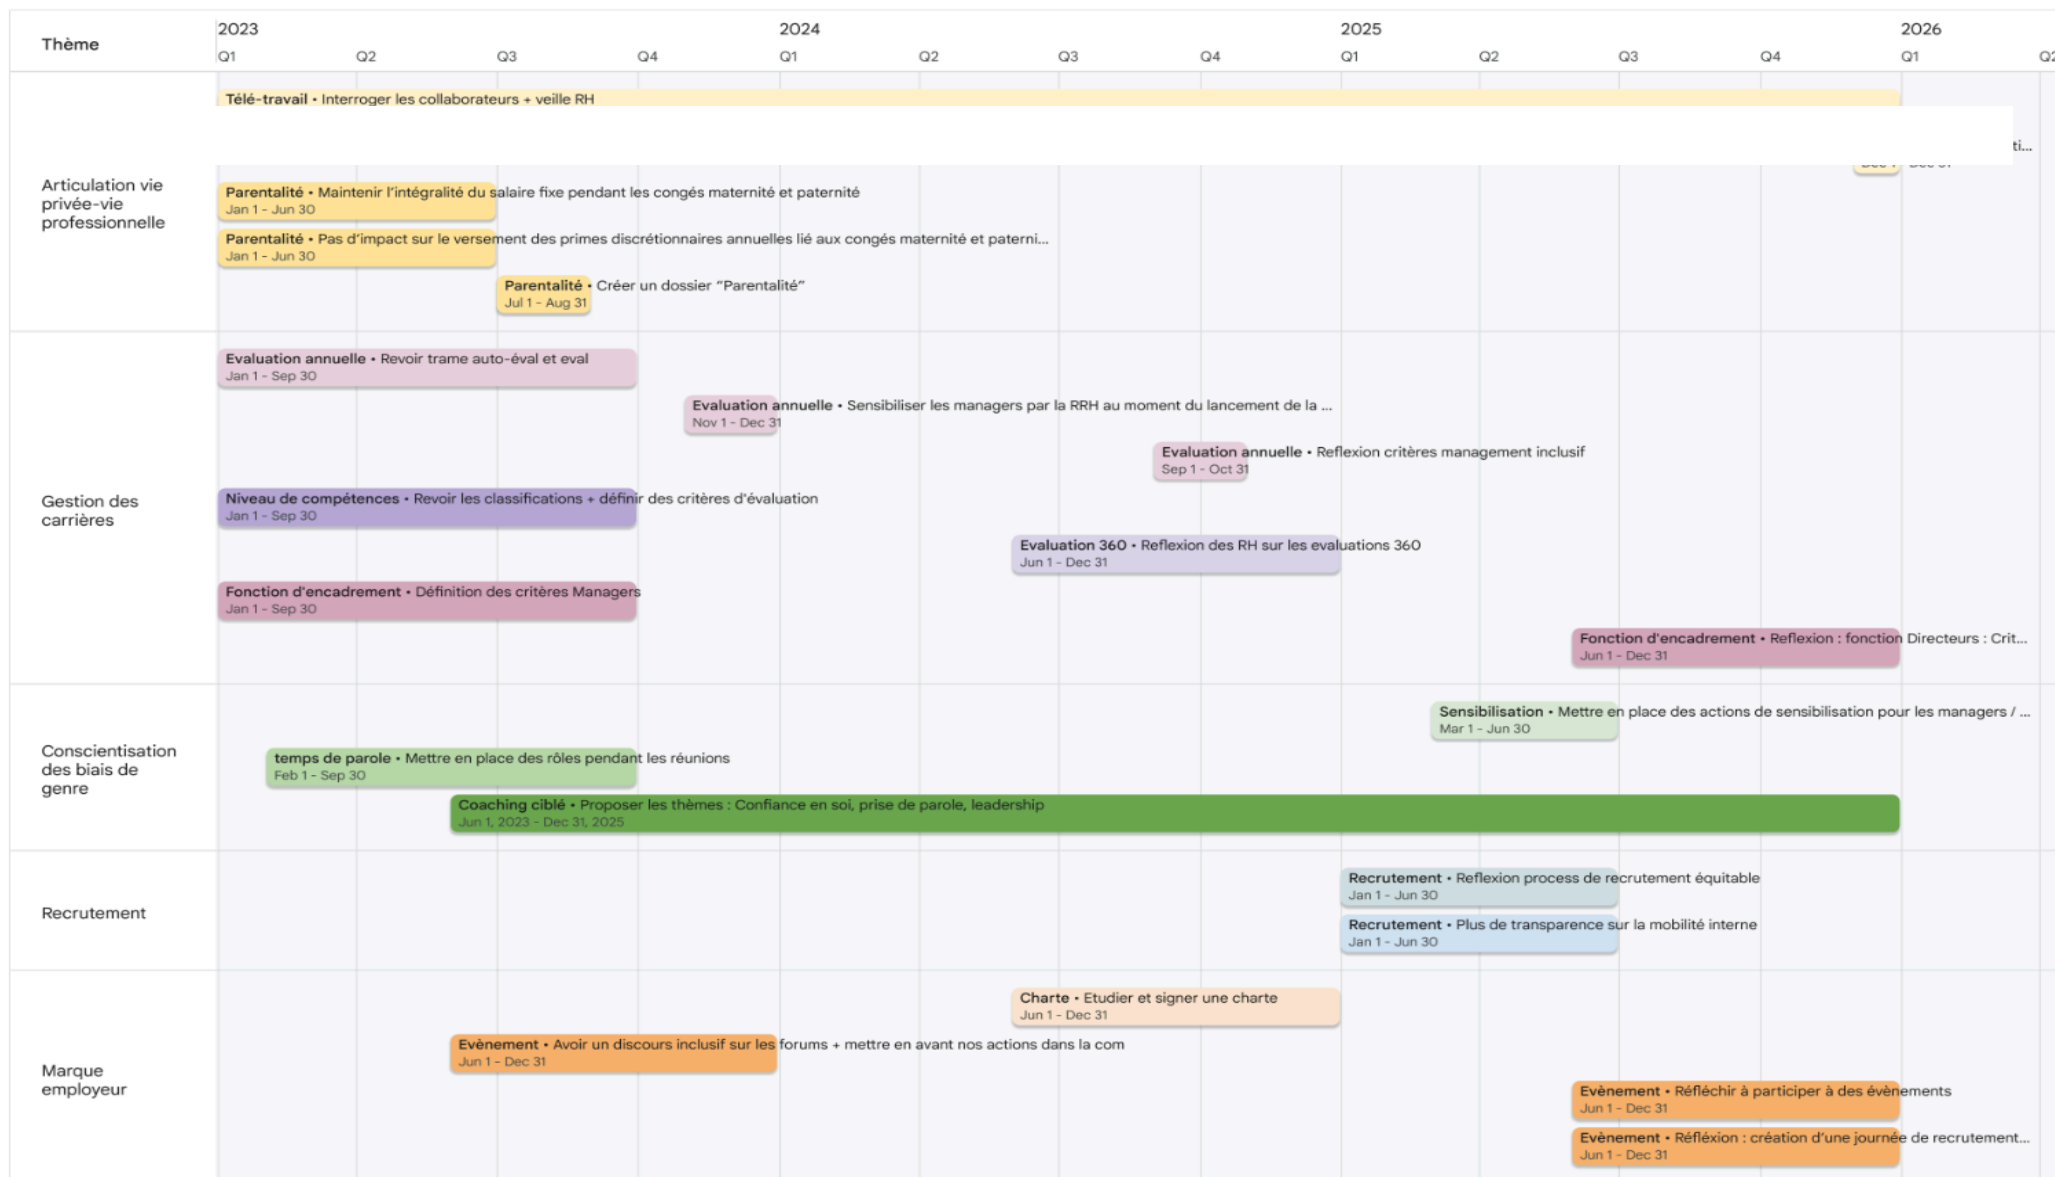 Thème
2023
2024
2025
2026
Q1
Q2
Q3
Q4
Q1
Q2
Q3
Q4
Q1
Q2
Q3
Q4
Q1
Q2
Articulation vie
privée-vie
professionnelle
Télé-travail • Interroger les collaborateurs + veille RH
ti...
Dec 1 - Dec 31
Parentalité • Maintenir l'intégralité du salaire fixe pendant les congés maternité et paternité
Jan 1 - Jun 30
Parentalité • Pas d'impact sur le versement des primes discrétionnaires annuelles lié aux congés maternité et paterni...
Jan 1 - Jun 30
Parentalité • Créer un dossier "Parentalité"
Jul 1 - Aug 31
Gestion des
carrières
Evaluation annuelle • Revoir trame auto-éval et eval
Jan 1 - Sep 30
Evaluation annuelle • Sensibiliser les managers par la RRH au moment du lancement de la ...
Nov 1 - Dec 31
Evaluation annuelle • Reflexion critères management inclusif
Sep 1 - Oct 31
Niveau de compétences • Revoir les classifications + définir des critères d'évaluation
Jan 1 - Sep 30
Evaluation 360 • Reflexion des RH sur les evaluations 360
Jun 1 - Dec 31
Fonction d'encadrement • Définition des critères Managers
Jan 1 - Sep 30
Fonction d'encadrement • Reflexion : fonction Directeurs : Crit...
Jun 1 - Dec 31
Conscientisation
des biais de
genre
Sensibilisation • Mettre en place des actions de sensibilisation pour les managers / ...
Mar 1 - Jun 30
temps de parole • Mettre en place des rôles pendant les réunions
Feb 1 - Sep 30
Coaching ciblé • Proposer les thèmes : Confiance en soi, prise de parole, leadership
Jun 1, 2023 - Dec 31, 2025
Recrutement
Recrutement • Reflexion process de recrutement équitable
Jan 1 - Jun 30
Recrutement • Plus de transparence sur la mobilité interne
Jan 1 - Jun 30
Marque
employeur
Charte • Etudier et signer une charte
Jun 1 - Dec 31
Evènement • Avoir un discours inclusif sur les forums + mettre en avant nos actions dans la com
Jun 1 - Dec 31
Evènement • Réfléchir à participer à des évènements
Jun 1 - Dec 31
Evènement • Réfléxion : création d'une journée de recrutement...
Jun 1 - Dec 31